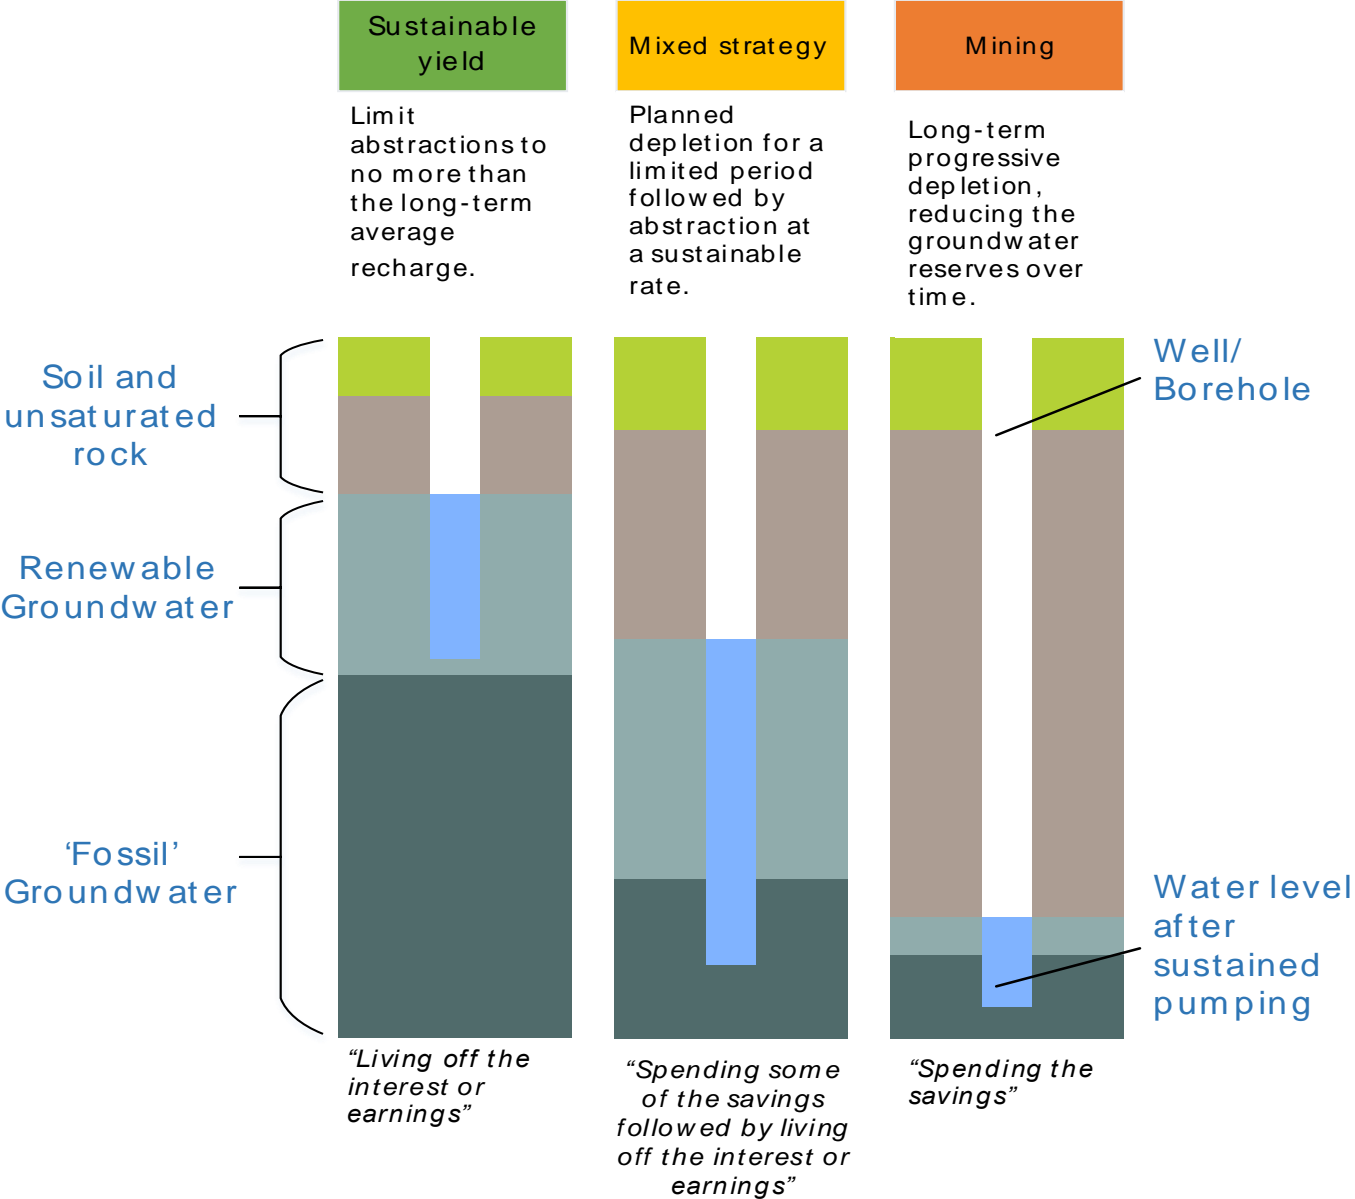 Sustainable
yield
Mixed strategy
Mining
Limit
abstractions to
no more than
the long-term
average
recharge.
Planned
depletion for a
limited period
followed by
abstraction at
a sustainable
rate.
Long-term
progressive
depletion,
reducing the
groundwater
reserves over
time.
Soil and
unsaturated
rock
Renewable
Groundwater
‘Fossil’
Groundwater
Well/
Borehole
Water level
after
sustained
pumping
“Living off the
interest or
earnings”
“Spending some
of the savings
followed by living
off the interest or
earnings”
“Spending the
savings”